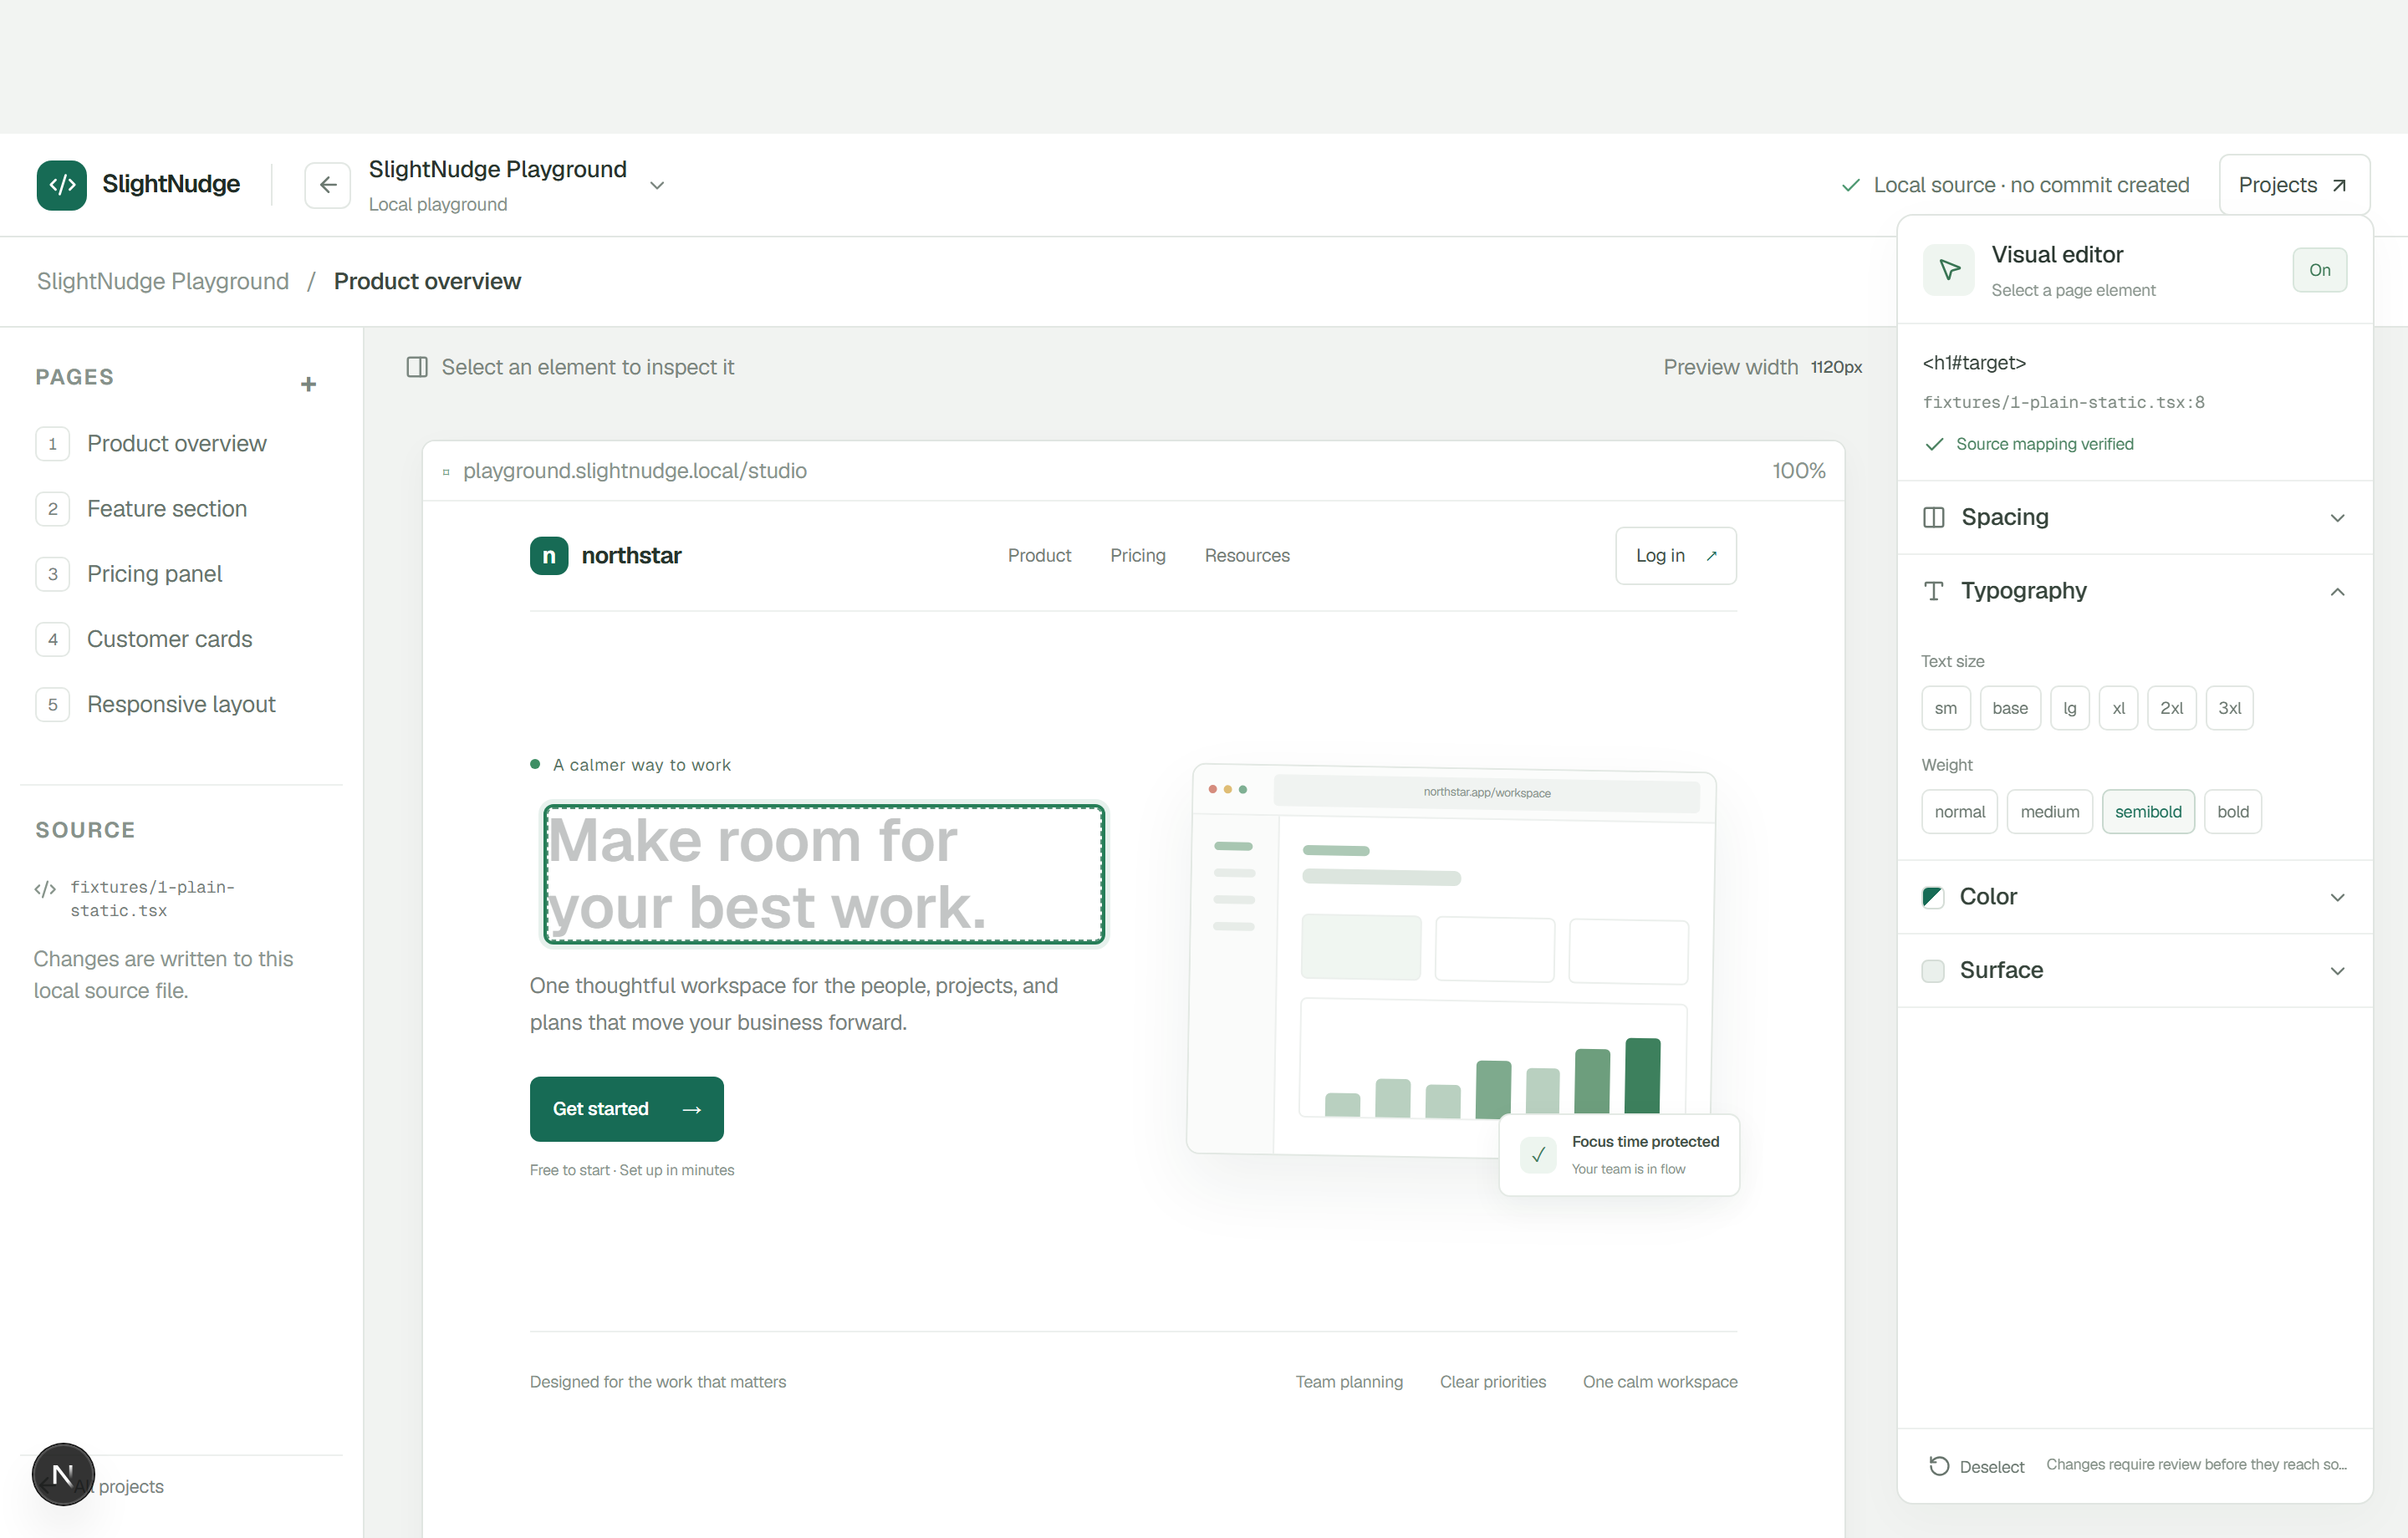 SlightNudge
SlightNudge Playground
Local playground
Local source · no commit created
Projects
SlightNudge Playground / Product overview
PAGES
1 Product overview
2 Feature section
3 Pricing panel
4 Customer cards
5 Responsive layout
SOURCE
fixtures/1-plain-
static.tsx
Changes are written to this
local source file.
N
projects
Select an element to inspect it
Preview width 1120px
playground.slightnudge.local/studio
100%
n northstar
Product
Pricing
Resources
Log in ↗
A calmer way to work
Make room for
your best work.
One thoughtful workspace for the people, projects, and
plans that move your business forward.
Get started →
Free to start · Set up in minutes
northstar.app/workspace
Focus time protected
Your team is in flow
Designed for the work that matters
Team planning
Clear priorities
One calm workspace
Visual editor
Select a page element
On
<h1#target>
fixtures/1-plain-static.tsx:8
Source mapping verified
Spacing
Typography
Text size
sm base lg xl 2xl 3xl
Weight
normal medium semibold bold
Color
Surface
Deselect
Changes require review before they reach so...